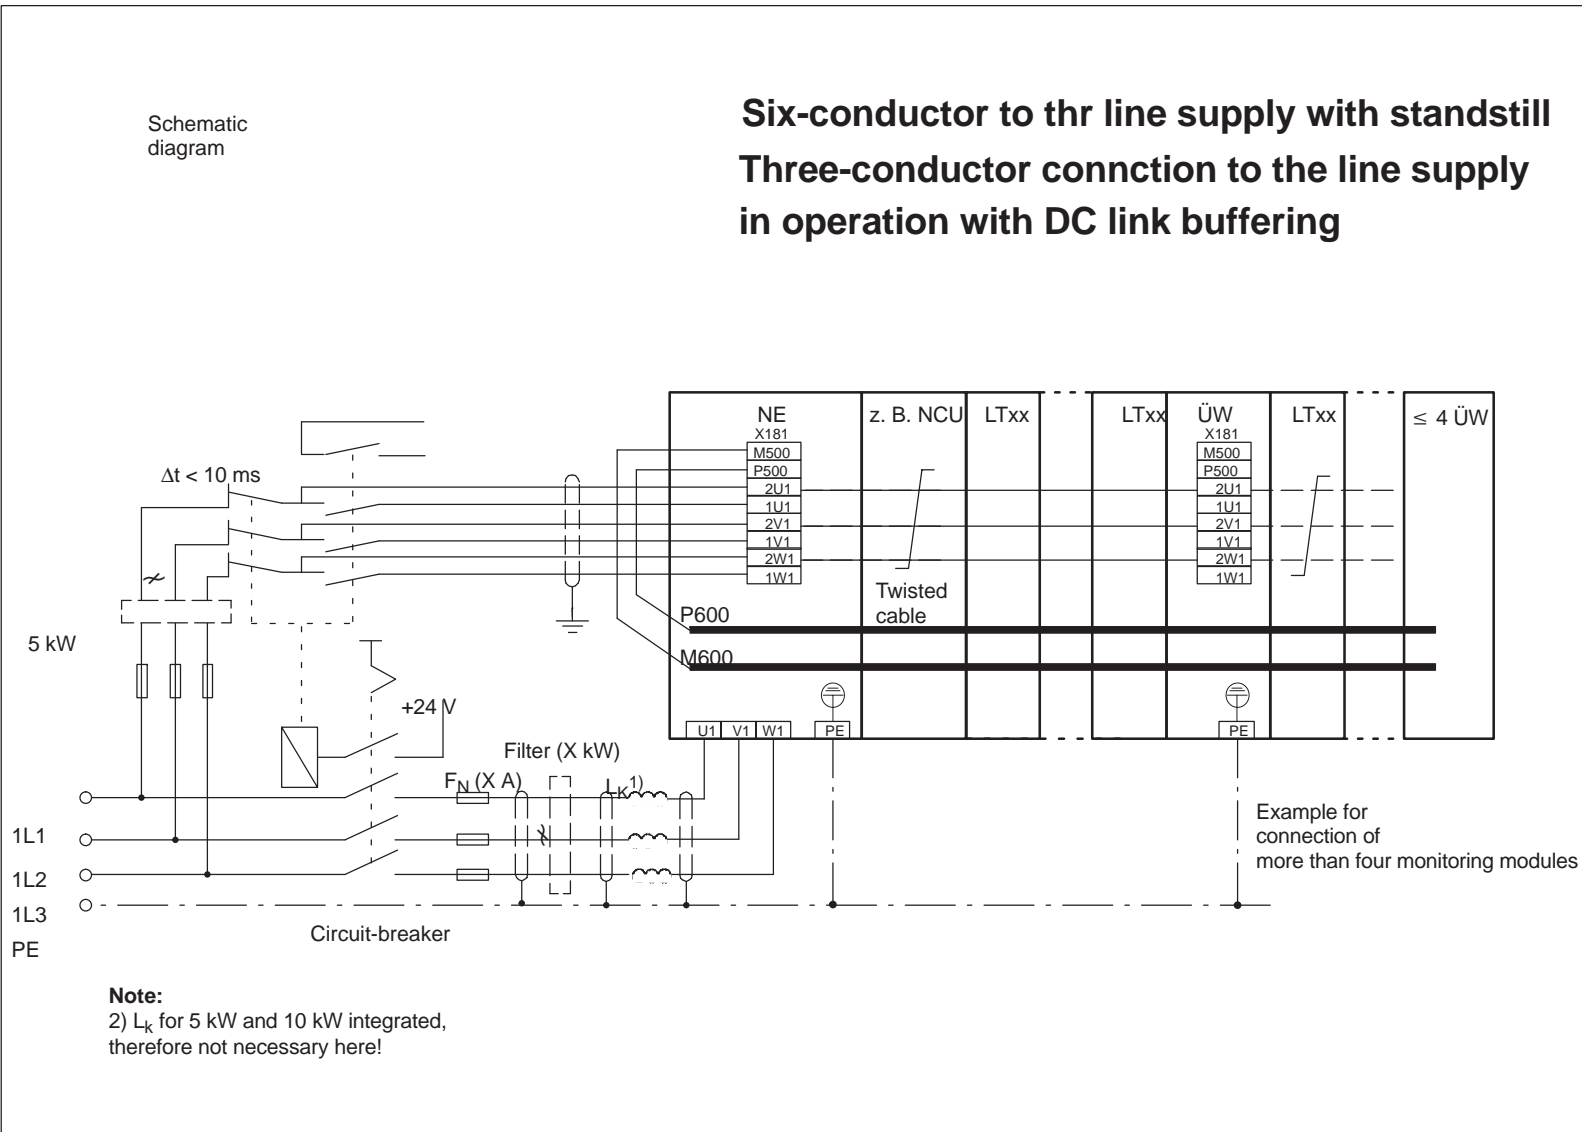 Schematic
diagram
Six-conductor to thr line supply with standstill
Three-conductor connction to the line supply
in operation with DC link buffering
NE
z. B. NCU
LTxx
LTxx
ÜW
LTxx
≤ 4 ÜW
X181
M500
P500
2U1
1U1
2V1
1V1
2W1
1W1
X181
M500
P500
2U1
1U1
2V1
1V1
2W1
1W1
Δt < 10 ms
Twisted
cable
P600
M600
5 kW
+24 V
U1
V1
W1
PE
PE
Filter (X kW)
FN (X A)
LK1)
1L1
1L2
1L3
PE
Circuit-breaker
Example for
connection of
more than four monitoring modules
Note:
2) Lk for 5 kW and 10 kW integrated,
therefore not necessary here!